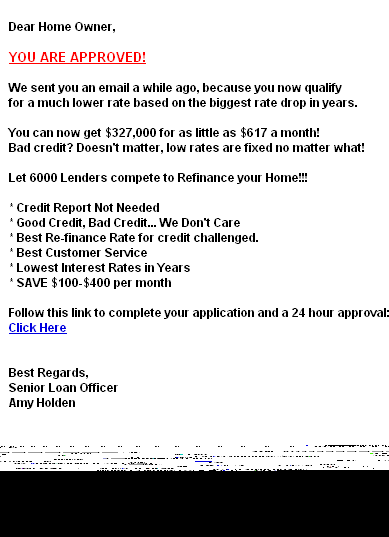 Dear Home Owner,
YOU ARE APPROVED!
We sent you an email a while ago, because you now qualify
for a much lower rate based on the biggest rate drop in years.
You can now get $327,000 for as little as $617 a month!
Bad credit? Doesn't matter, low rates are fixed no matter what!
Let 6000 Lenders compete to Refinance your Home!!!
* Credit Report Not Needed
* Good Credit, Bad Credit... We Don't Care
* Best Re-finance Rate for credit challenged.
* Best Customer Service
* Lowest Interest Rates in Years
* SAVE $100-$400 per month
Follow this link to complete your application and a 24 hour approval:
Click Here
Best Regards,
Senior Loan Officer
Amy Holden